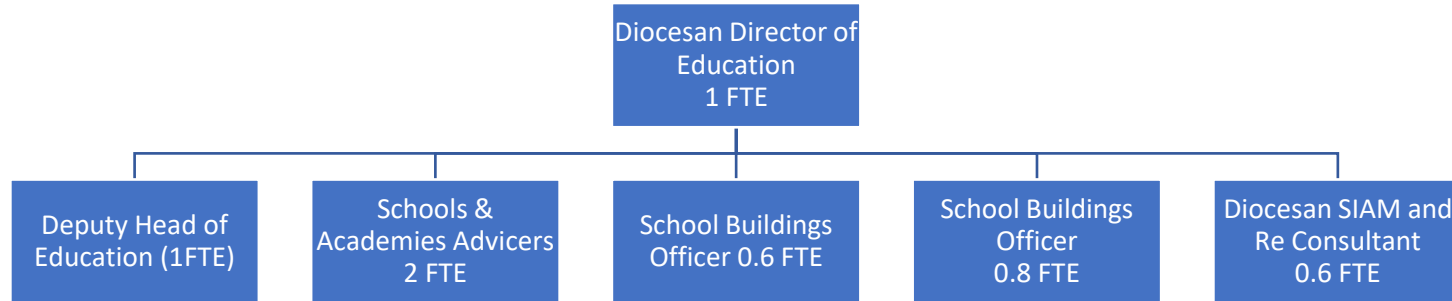 Diocesan Director of
Education
1 FTE
Deputy Head of
Education (1FTE)
Schools &
Academies Advicers
2 FTE
School Buildings
Officer 0.6 FTE
School Buildings
Officer
0.8 FTE
Diocesan SIAM and
Re Consultant
0.6 FTE